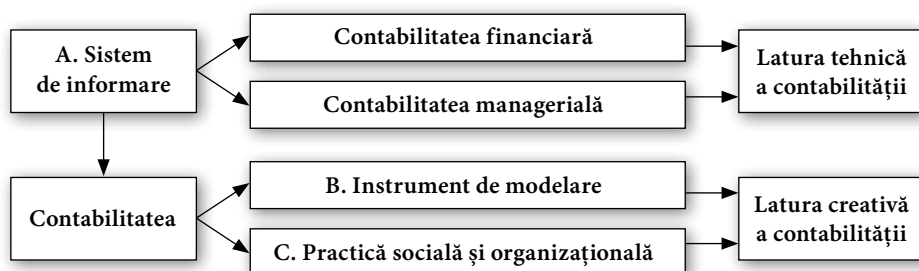 A. Sistem
de informare
Contabilitatea financiară
Contabilitatea managerială
Latura tehnică
a contabilității
Contabilitatea
B. Instrument de modelare
C. Practică socială și organizațională
Latura creativă
a contabilității